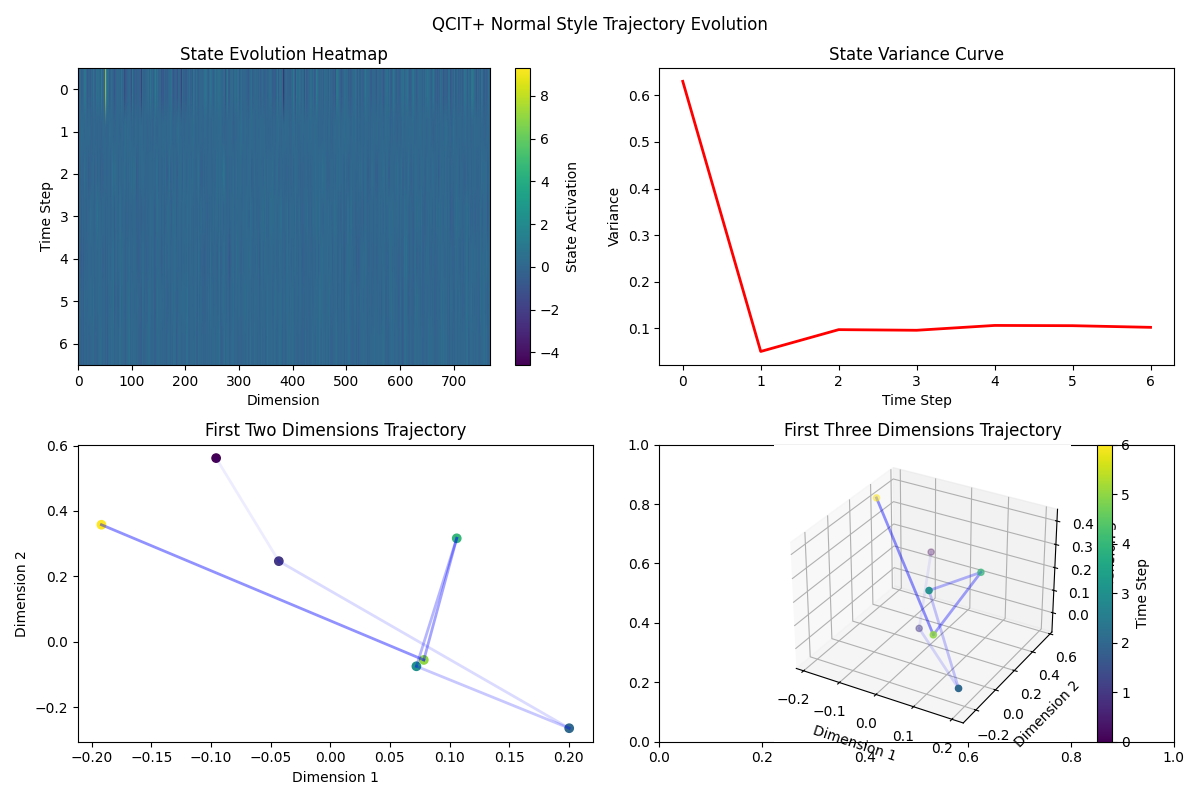 QCIT+ Normal Style Trajectory Evolution
State Evolution Heatmap
0
1
2
3
4
5
6
Time Step
0 100 200 300 400 500 600 700
Dimension
8
6
4
2
0
−2
−4
State Activation
State Variance Curve
0.6
0.5
0.4
0.3
0.2
0.1
Variance
0 1 2 3 4 5 6
Time Step
First Two Dimensions Trajectory
0.6
0.4
0.2
0.0
−0.2
Dimension 2
−0.20 −0.15 −0.10 −0.05 0.00 0.05 0.10 0.15 0.20
Dimension 1
First Three Dimensions Trajectory
1.0
0.8
0.6
0.4
0.2
0.0
0.0 0.2 0.4 0.6 0.8 1.0
−0.2 −0.1 0.0 0.1 0.2
Dimension 1
−0.2 0.0 0.2 0.4 0.6
Dimension 2
0.4
0.3
0.2
0.1
0.0
6
5
4
3
2
1
0
Time Step